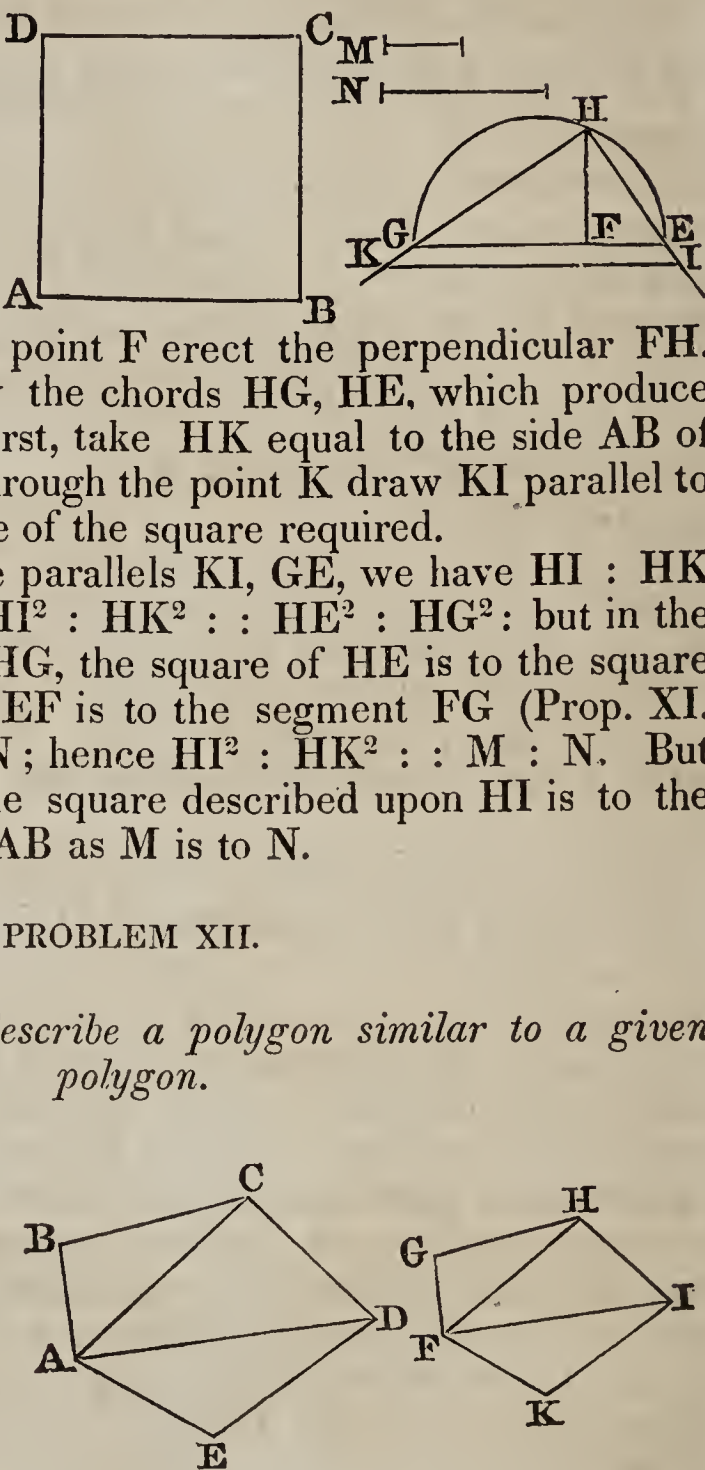 D C
M
N
H
K G F E I
A B
point F erect the perpendicular FH.
the chords HG, HE, which produce
take HK equal to the side AB of
through the point K draw KI parallel to
of the square required.
parallels KI, GE, we have HI : HK
HI² : HK² : : HE² : HG² : but in the
HG, the square of HE is to the square
EF is to the segment FG (Prop. XI.
N ; hence HI² : HK² : : M : N. But
square described upon HI is to the
AB as M is to N.
PROBLEM XII.
describe a polygon similar to a given
polygon.
C
B
D
A
E
H
G
I
F
K